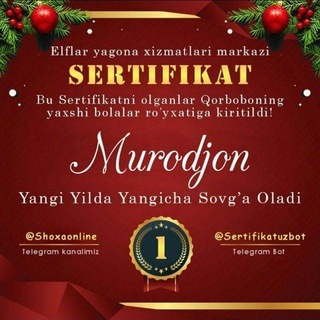 Elflar yagona xizmatlari markazi
SERTIFIKAT
Bu Sertifikatni olganlar Qorboboning
yaxshi bolalar ro'yxatiga kiritildi!
Murodjon
Yangi Yilda Yangicha Sovg'a Oladi
@Shoxaonline
Telegram kanalimiz
1
@Sertifikatuzbot
Telegram Bot